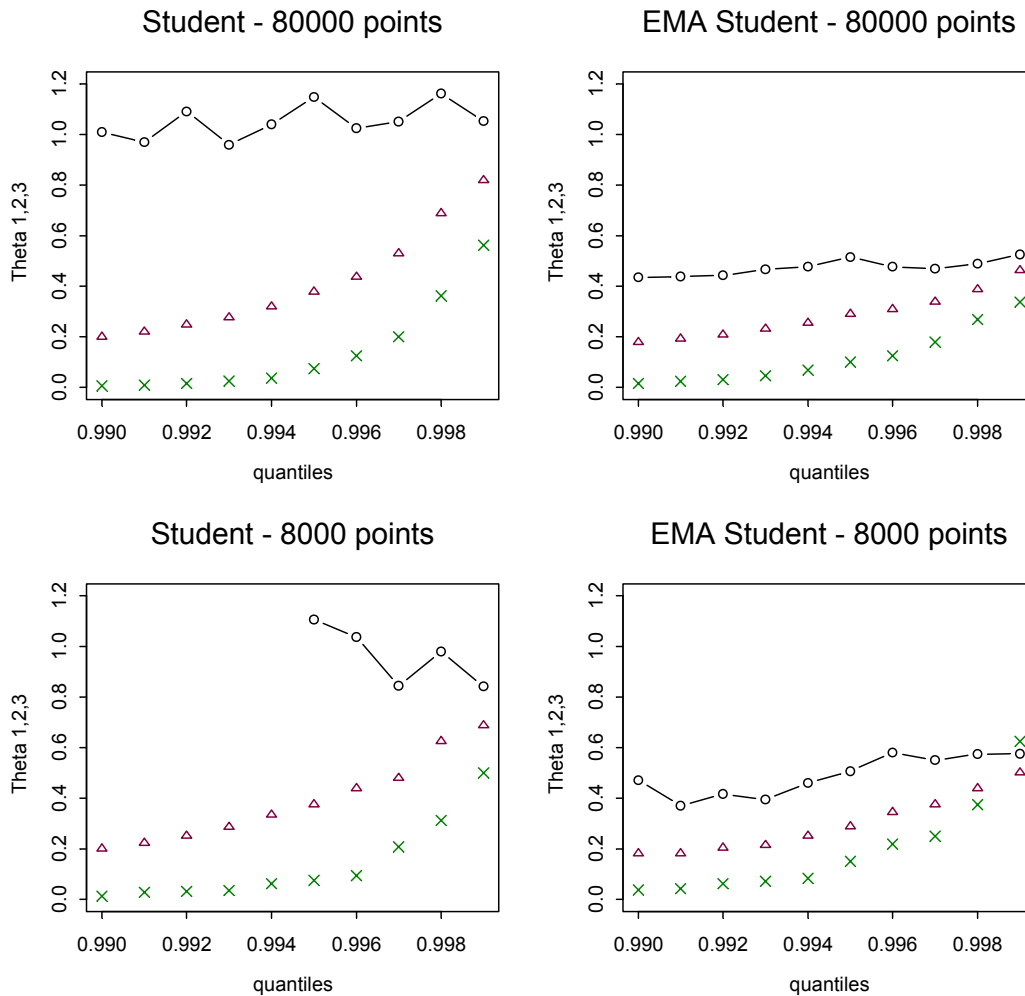 Student - 80000 points
Theta 1,2,3
1.2
1.0
0.8
0.6
0.4
0.2
0.0
0.990 0.992 0.994 0.996 0.998
quantiles
EMA Student - 80000 points
Theta 1,2,3
1.2
1.0
0.8
0.6
0.4
0.2
0.0
0.990 0.992 0.994 0.996 0.998
quantiles
Student - 8000 points
Theta 1,2,3
1.2
1.0
0.8
0.6
0.4
0.2
0.0
0.990 0.992 0.994 0.996 0.998
quantiles
EMA Student - 8000 points
Theta 1,2,3
1.2
1.0
0.8
0.6
0.4
0.2
0.0
0.990 0.992 0.994 0.996 0.998
quantiles